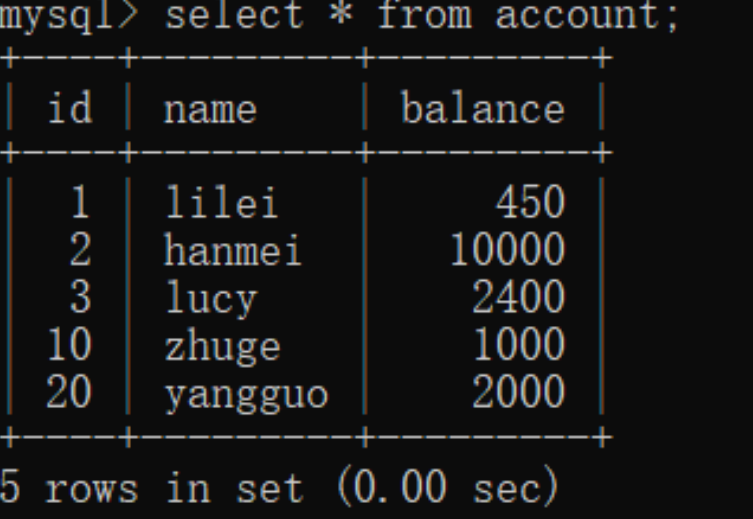 mysql> select * from account;
+----+---------+---------+
| id | name | balance |
+----+---------+---------+
| 1 | lilei | 450 |
| 2 | hanmei | 10000 |
| 3 | lucy | 2400 |
| 10 | zhuge | 1000 |
| 20 | yangguo | 2000 |
+----+---------+---------+
5 rows in set (0.00 sec)